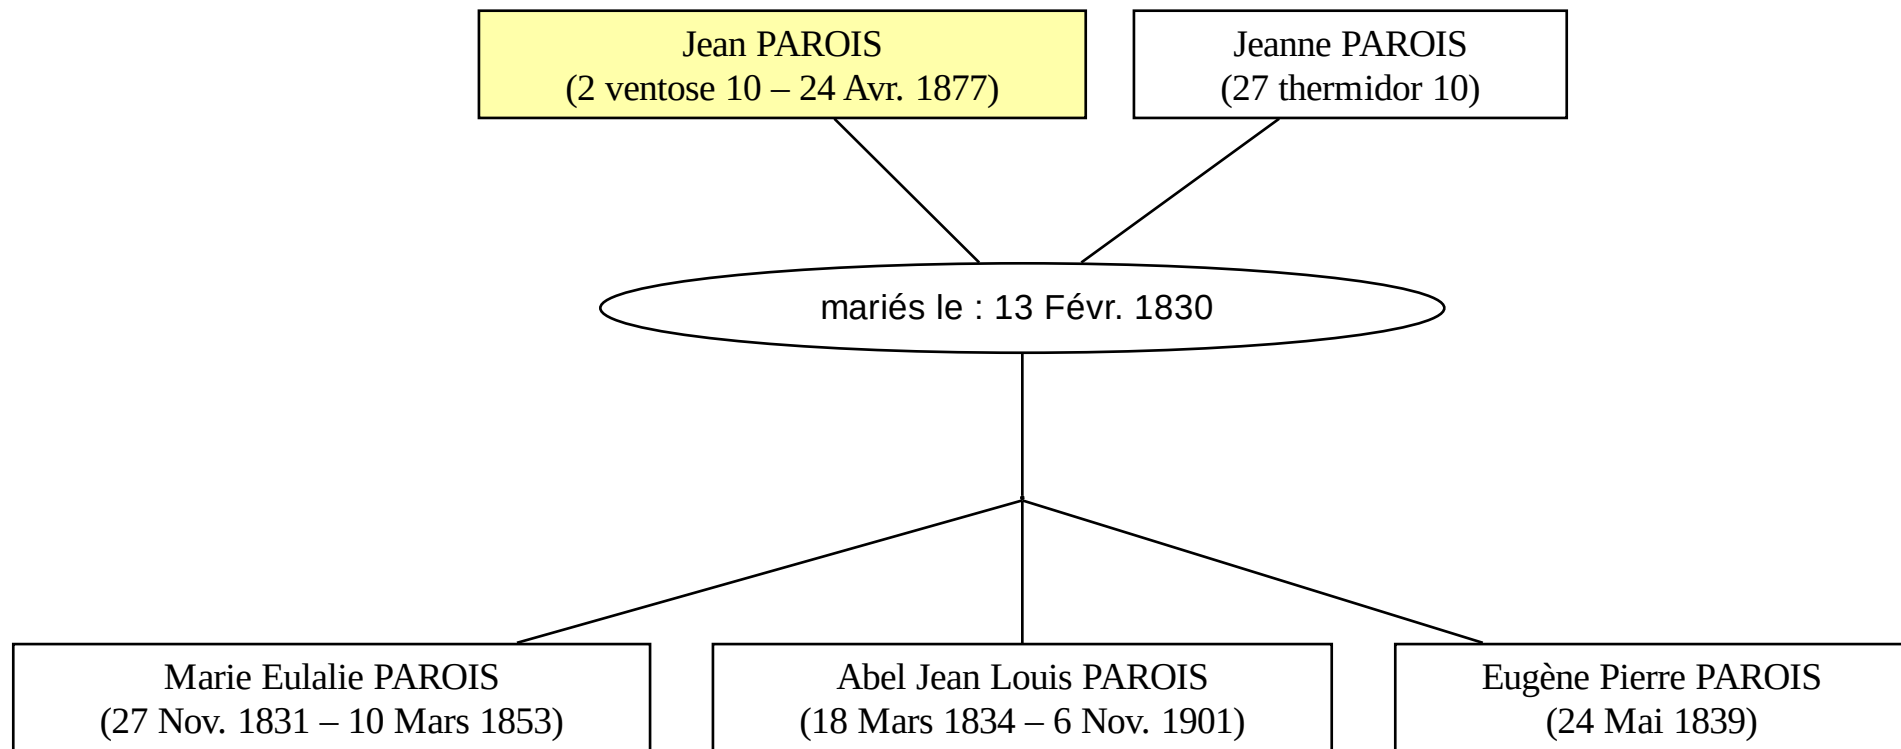 Jean PAROIS
(2 ventose 10 – 24 Avr. 1877)
Jeanne PAROIS
(27 thermidor 10)
mariés le : 13 Févr. 1830
Marie Eulalie PAROIS
(27 Nov. 1831 – 10 Mars 1853)
Abel Jean Louis PAROIS
(18 Mars 1834 – 6 Nov. 1901)
Eugène Pierre PAROIS
(24 Mai 1839)